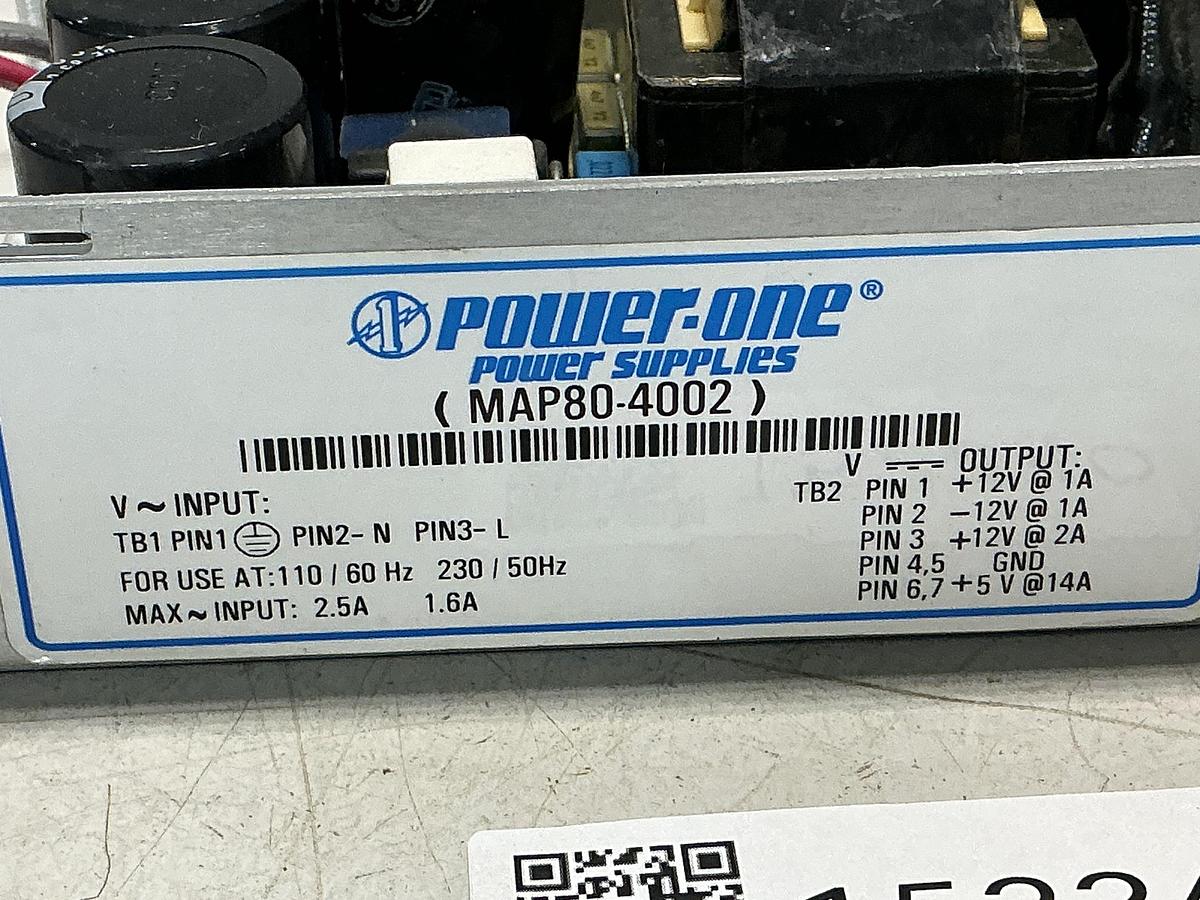 POWER-ONE®
POWER SUPPLIES
( MAP80-4002 )
V ⎓ OUTPUT:
TB2 PIN 1 +12V @ 1A
PIN 2 -12V @ 1A
PIN 3 +12V @ 2A
PIN 4,5 GND
PIN 6,7 +5 V @14A
V ~ INPUT:
TB1 PIN1 ⏚ PIN2- N PIN3- L
FOR USE AT:110 / 60 Hz 230 / 50Hz
MAX ~ INPUT: 2.5A 1.6A